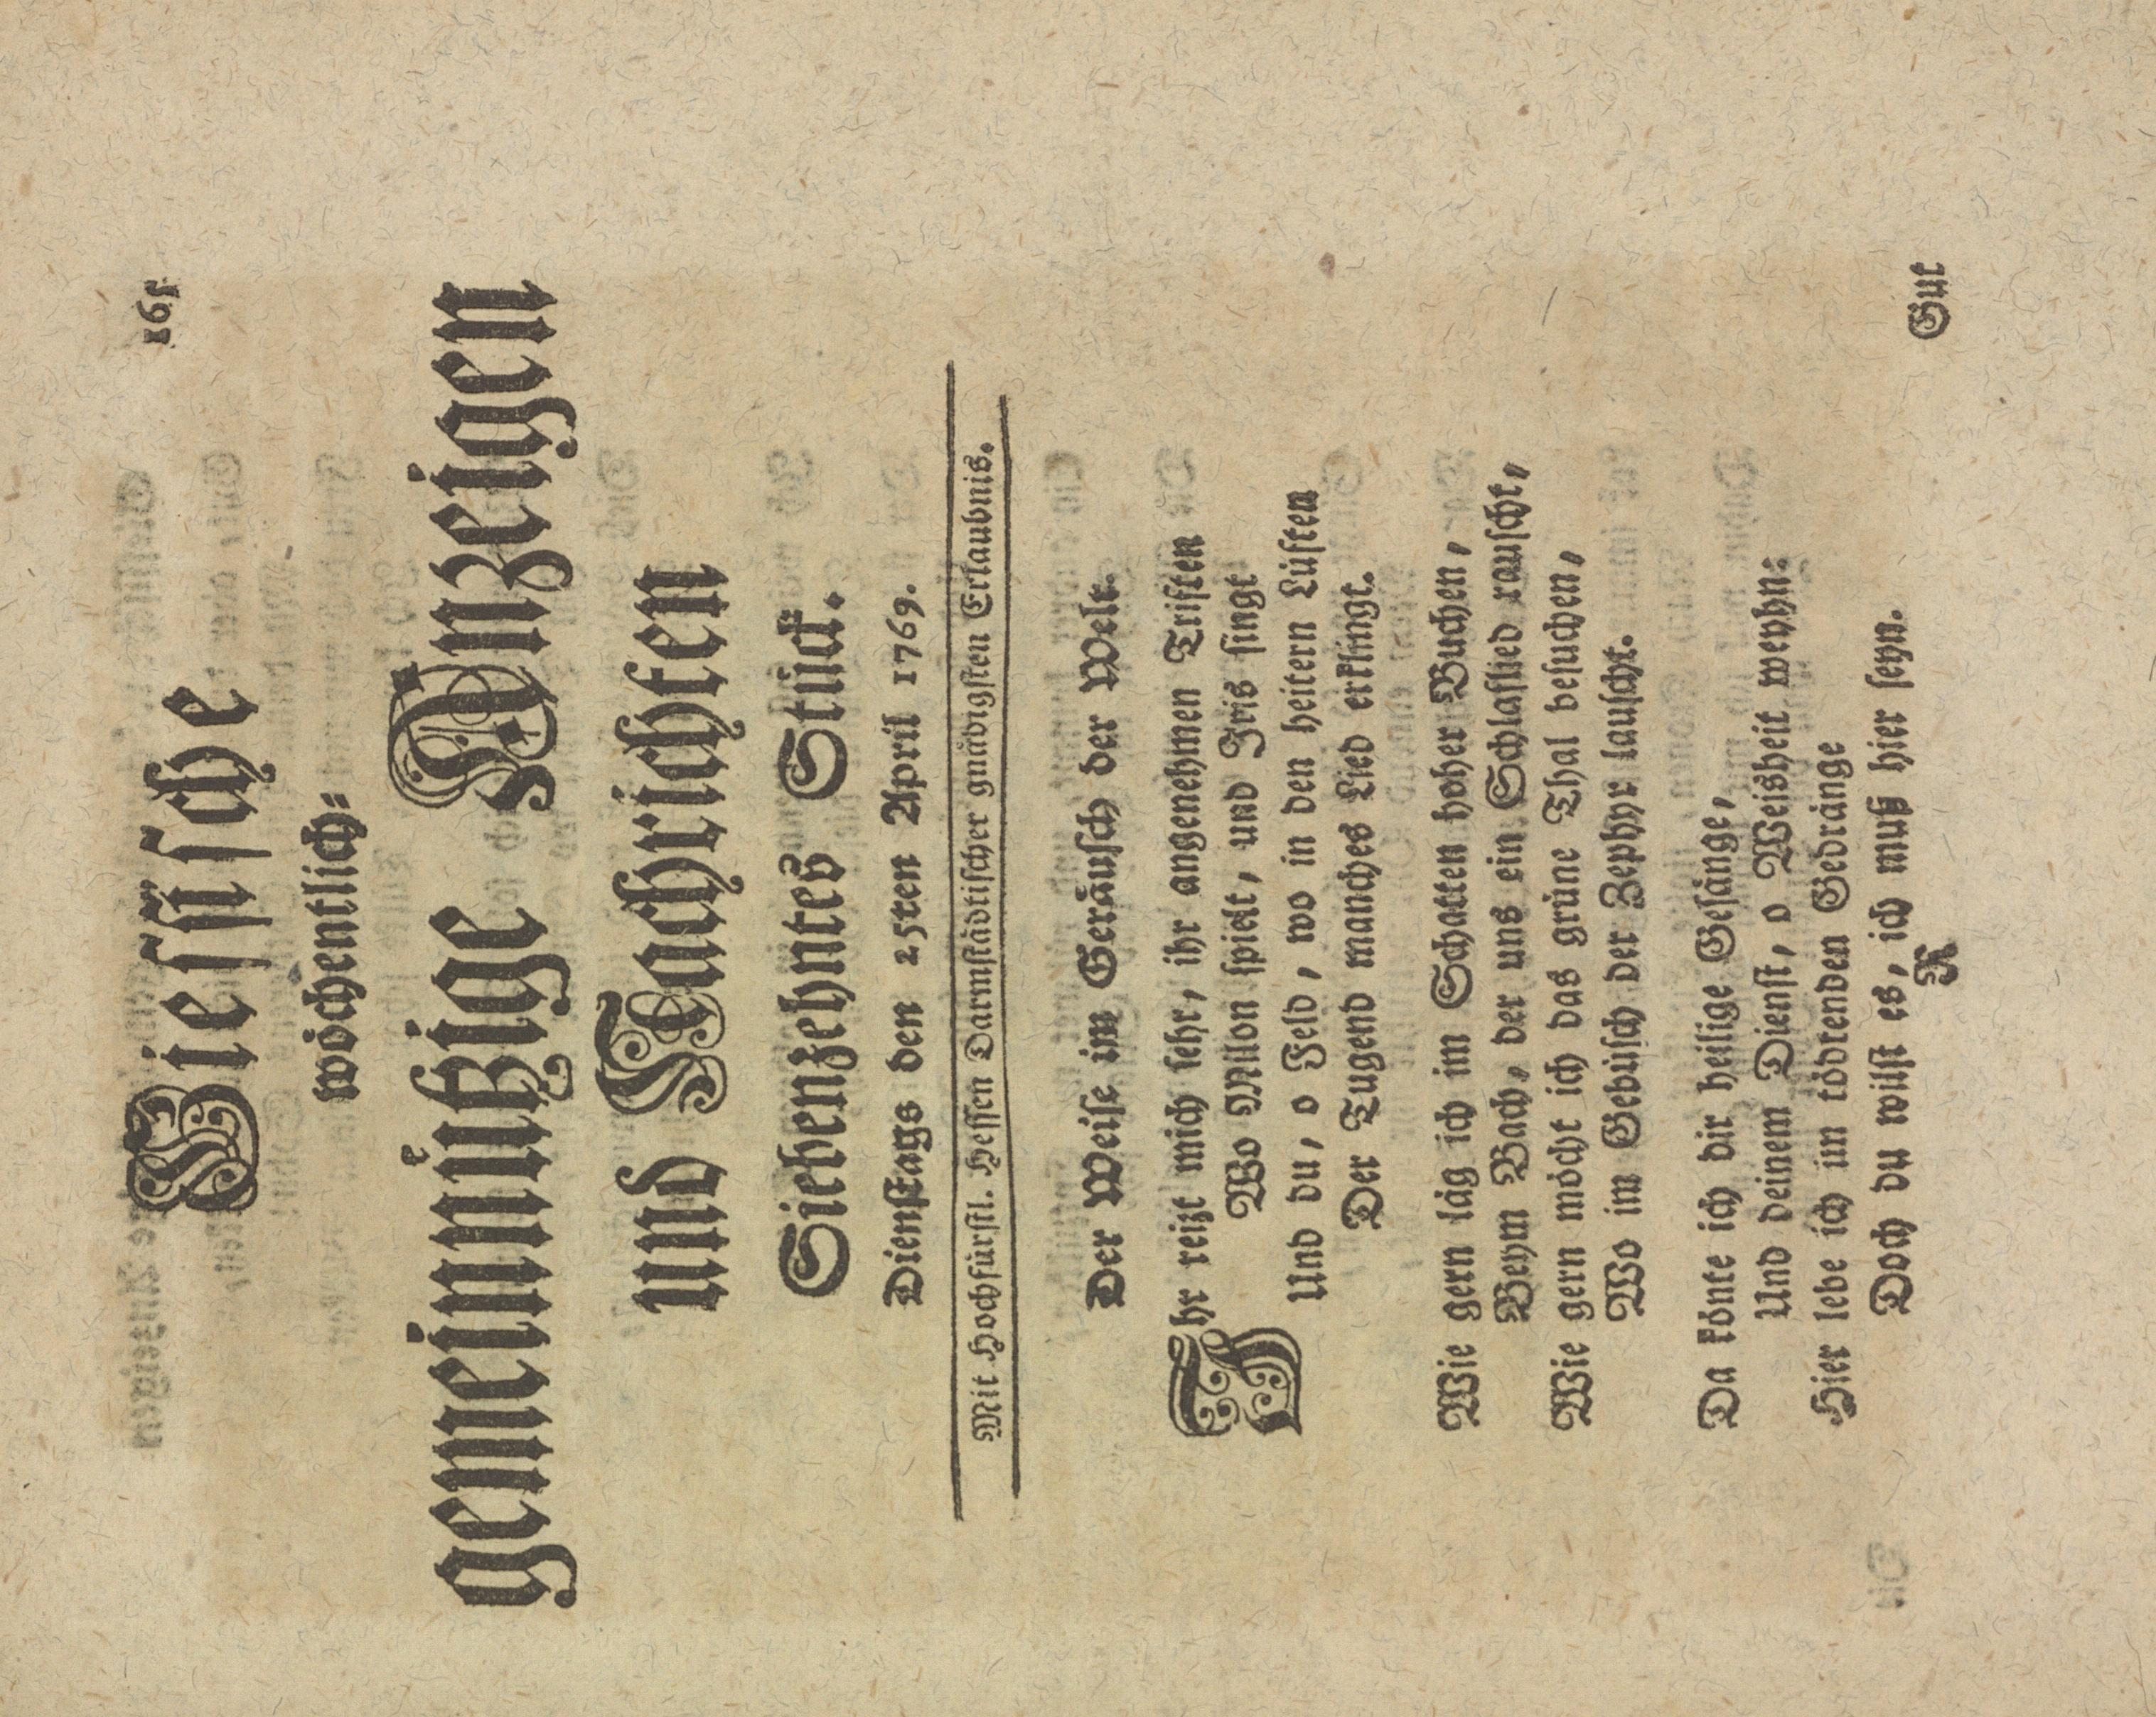 165
Giessische
wöchentlich⸗
gemeinnüßige Anzeigen
und Nachrichten
Siebenzehntes Stück.
Dienstags den 25ten April 1769.
Mit Hochfürstl. Hessen Darmstädtischer gnädigsten Erlaubnis.
Der Weise im Geräusch der Welt.
Ihr reizt mich sehr, ihr angenehmen Triften
Wo Milon spielt, und Iris singt
Und du, o Feld, wo in den heitern Lüften
Der Tugend manches Lied erklingt.
Wie gern läg ich im Schatten hoher Buchen,
Beym Bach, der uns ein Schlaflied rauscht,
Wie gern möcht ich das grüne Thal besuchen,
Wo im Gebüsch der Zephyr lauscht.
Da könte ich dir heilige Gesänge,
Und deinem Dienst, o Weisheit weyhn:
Hier lebe ich im tödtenden Gedränge
Doch du wilst es, ich muß hier seyn.
R
Gut